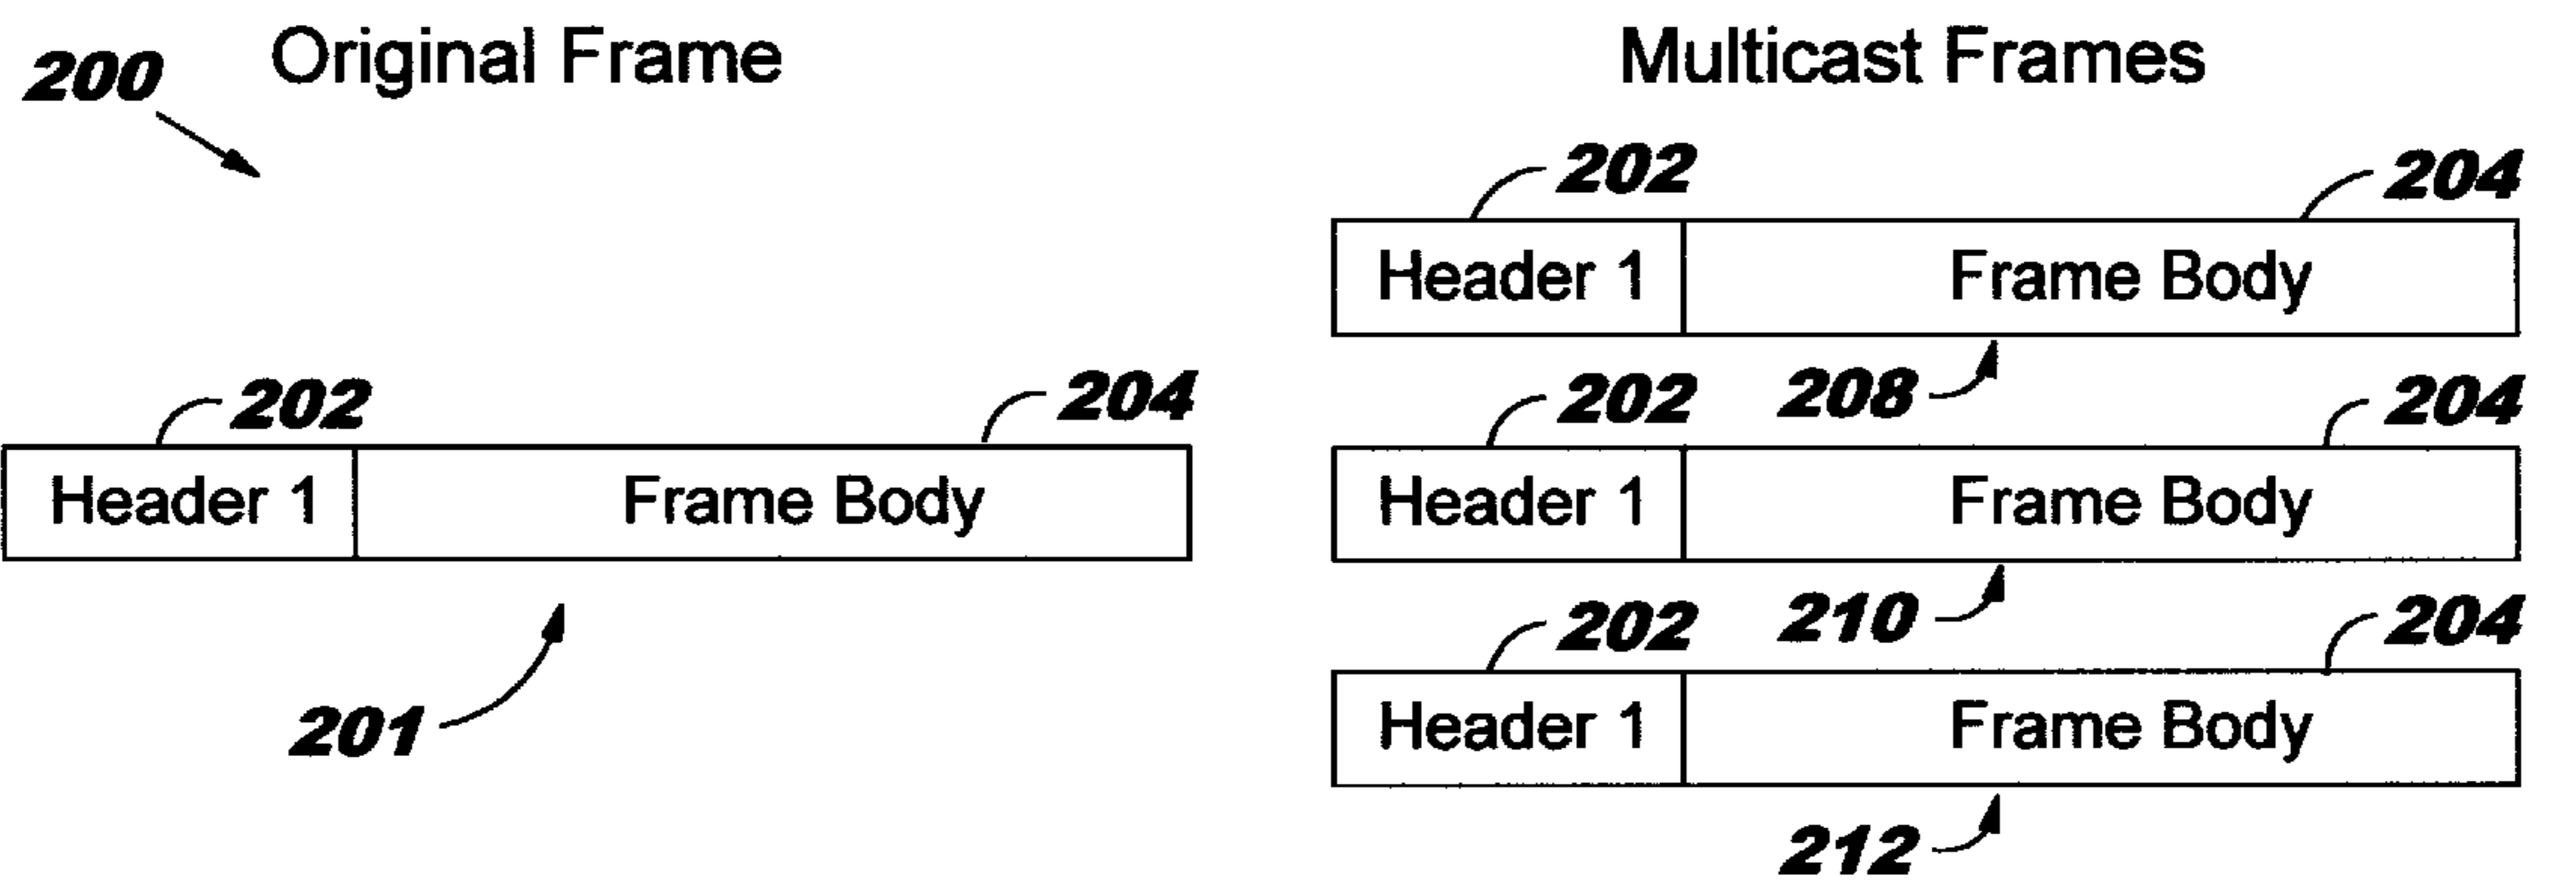 200 Original Frame Multicast Frames
202 204
Header 1 Frame Body
208
202 204
Header 1 Frame Body
201
202 204
Header 1 Frame Body
210
202 204
Header 1 Frame Body
212